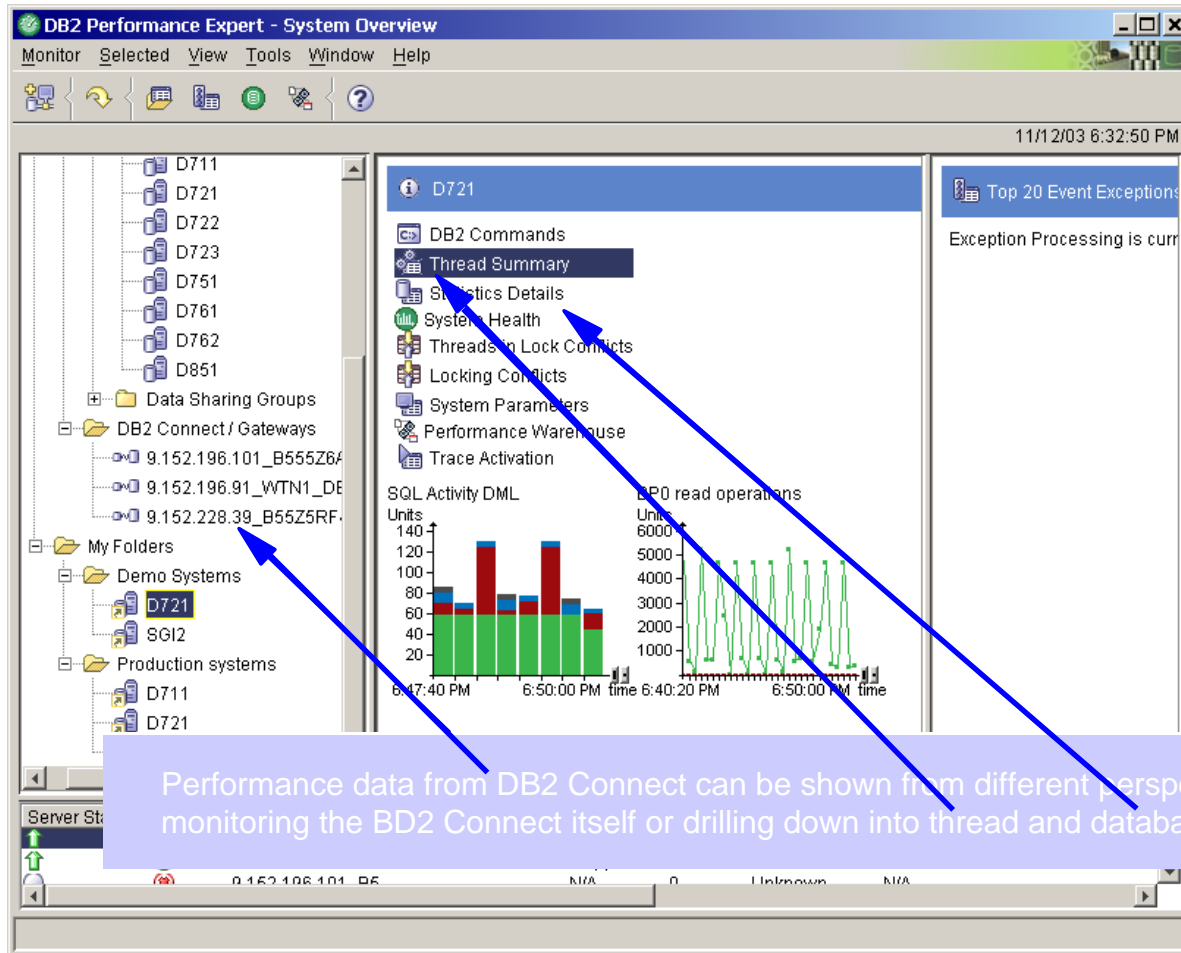 DB2 Performance Expert - System Overview
Monitor Selected View Tools Window Help
11/12/03 6:32:50 PM
D711
D721
D722
D723
D751
D761
D762
D851
Data Sharing Groups
DB2 Connect / Gateways
9.152.196.101_B555Z6
9.152.196.91_WTN1_DE
9.152.228.39_B55Z5RF
My Folders
Demo Systems
D721
SGI2
Production systems
D711
D721
D721
DB2 Commands
Thread Summary
Statistics Details
System Health
Threads in Lock Conflicts
Locking Conflicts
System Parameters
Performance Warehouse
Trace Activation
SQL Activity DML
Units
140
120
100
80
60
40
20
6:47:40 PM 6:50:00 PM time
BP0 read operations
Units
6000
5000
4000
3000
2000
1000
6:40:20 PM 6:50:00 PM time
Top 20 Event Exceptions
Exception Processing is curr
Performance data from DB2 Connect can be shown from different perspe
monitoring the BD2 Connect itself or drilling down into thread and databa
Server Sta
9.152.196.101_B5 N/A 0 Unknown N/A